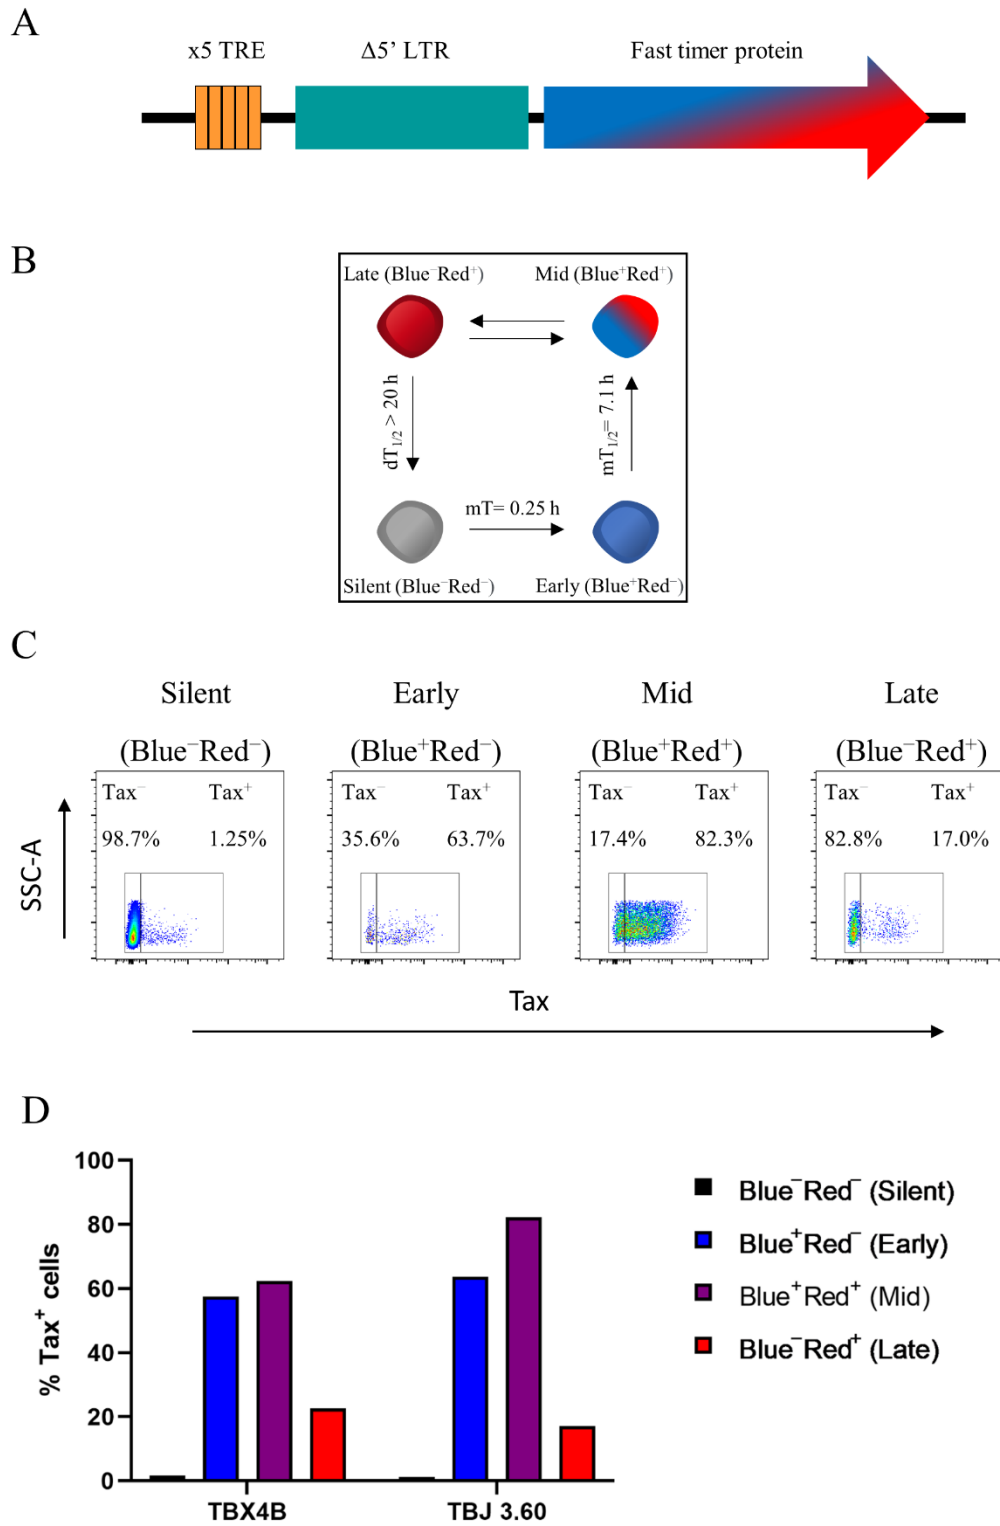 A
x5 TRE Δ5’ LTR Fast timer protein
B
Late (Blue⁻Red⁺) Mid (Blue⁺Red⁺)
dT1/2 > 20 h
mT1/2= 7.1 h
mT= 0.25 h
Silent (Blue⁻Red⁻) Early (Blue⁺Red⁻)
C
Silent Early Mid Late
(Blue⁻Red⁻) (Blue⁺Red⁻) (Blue⁺Red⁺) (Blue⁻Red⁺)
Tax⁻ Tax⁺ Tax⁻ Tax⁺ Tax⁻ Tax⁺ Tax⁻ Tax⁺
98.7% 1.25% 35.6% 63.7% 17.4% 82.3% 82.8% 17.0%
SSC-A
Tax
D
% Tax⁺ cells
100
80
60
40
20
0
TBX4B TBJ 3.60
Blue⁻Red⁻ (Silent)
Blue⁺Red⁻ (Early)
Blue⁺Red⁺ (Mid)
Blue⁻Red⁺ (Late)